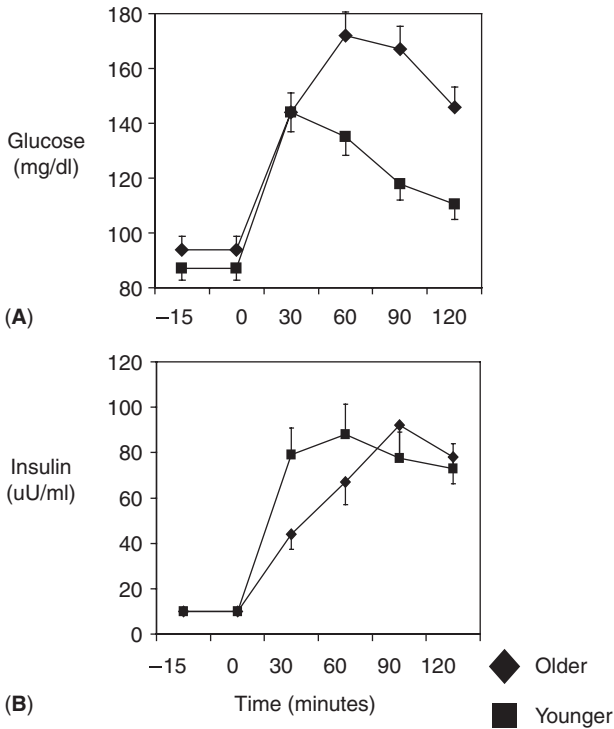 180
160
140
120
100
80
Glucose
(mg/dl)
(A)
–15 0 30 60 90 120
120
100
80
60
40
20
0
Insulin
(uU/ml)
–15 0 30 60 90 120
(B)
Time (minutes)
Older
Younger